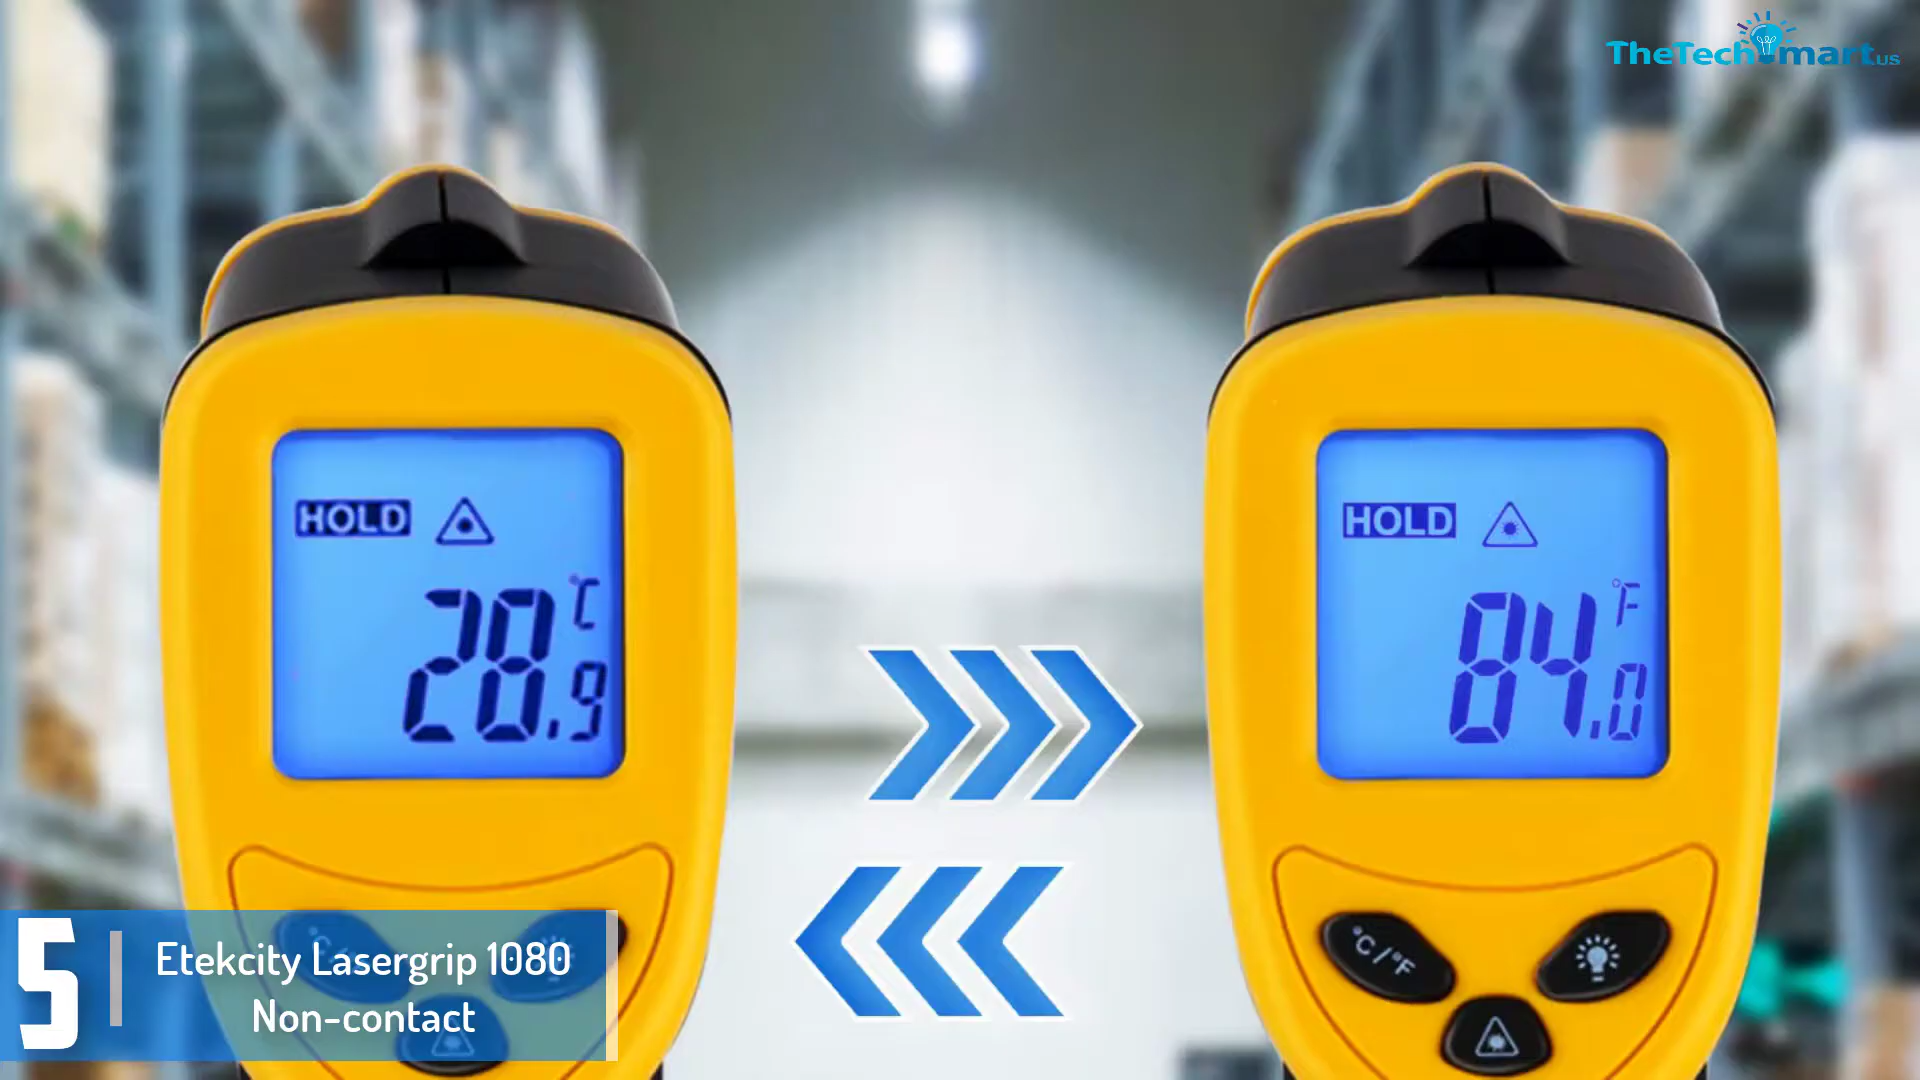 TheTechSmart.US
HOLD
°C
28.9
HOLD
°F
84.0
°C/°F
5
Etekcity Lasergrip 1080
Non-contact